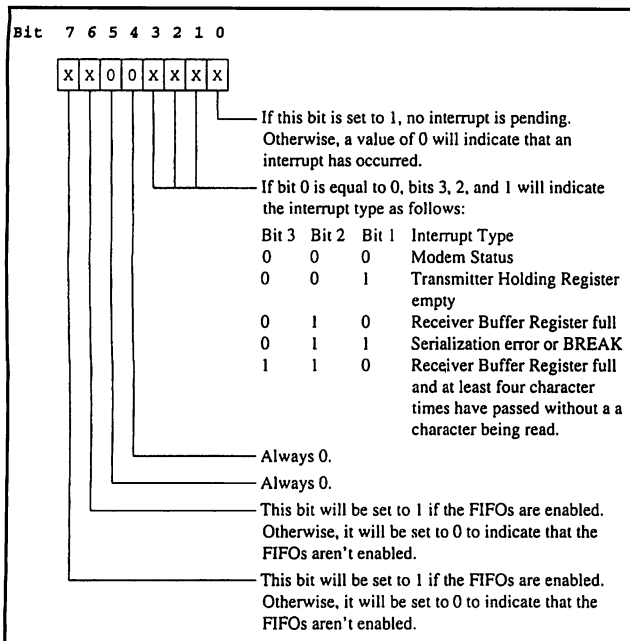 Bit 7 6 5 4 3 2 1 0
X X 0 0 X X X X
If this bit is set to 1, no interrupt is pending.
Otherwise, a value of 0 will indicate that an
interrupt has occurred.
If bit 0 is equal to 0, bits 3, 2, and 1 will indicate
the interrupt type as follows:
Bit 3 Bit 2 Bit 1 Interrupt Type
0 0 0 Modem Status
0 0 1 Transmitter Holding Register
empty
0 1 0 Receiver Buffer Register full
0 1 1 Serialization error or BREAK
1 1 0 Receiver Buffer Register full
and at least four character
times have passed without a a
character being read.
Always 0.
Always 0.
This bit will be set to 1 if the FIFOs are enabled.
Otherwise, it will be set to 0 to indicate that the
FIFOs aren't enabled.
This bit will be set to 1 if the FIFOs are enabled.
Otherwise, it will be set to 0 to indicate that the
FIFOs aren't enabled.